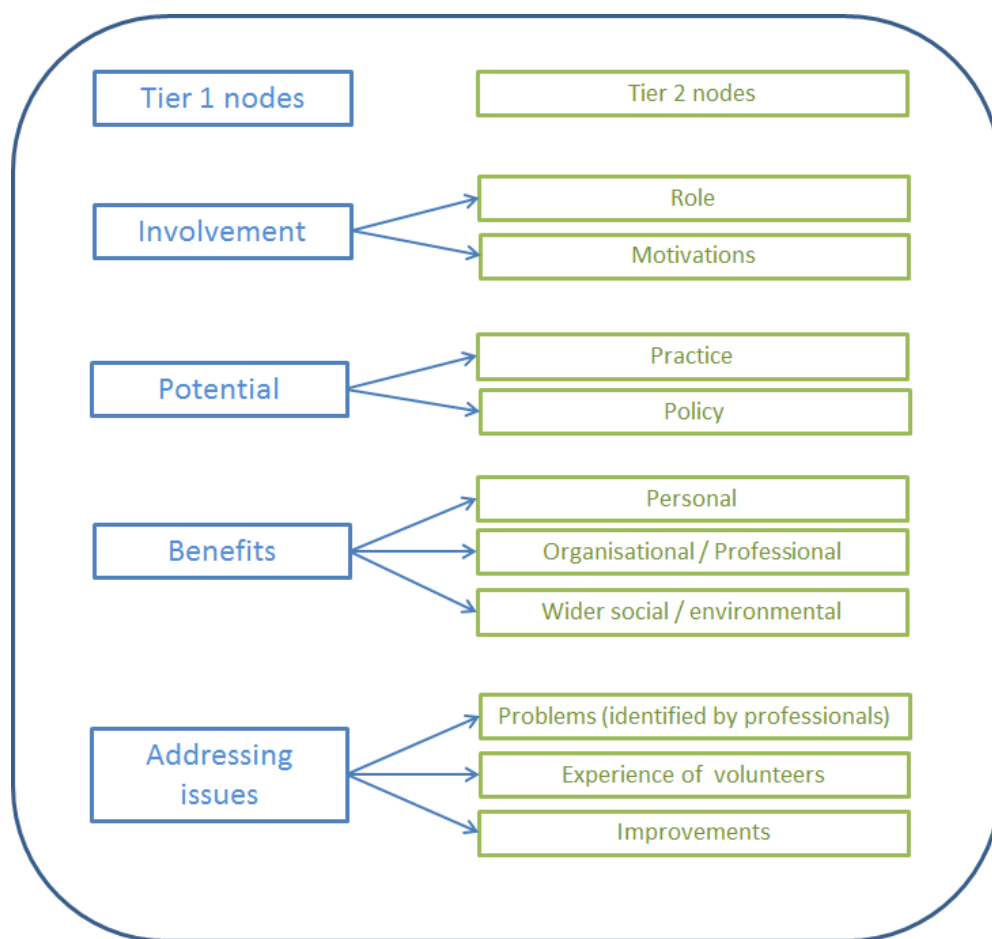 Tier 1 nodes
Tier 2 nodes
Involvement
Role
Motivations
Potential
Practice
Policy
Benefits
Personal
Organisational / Professional
Wider social / environmental
Addressing
issues
Problems (identified by professionals)
Experience of volunteers
Improvements